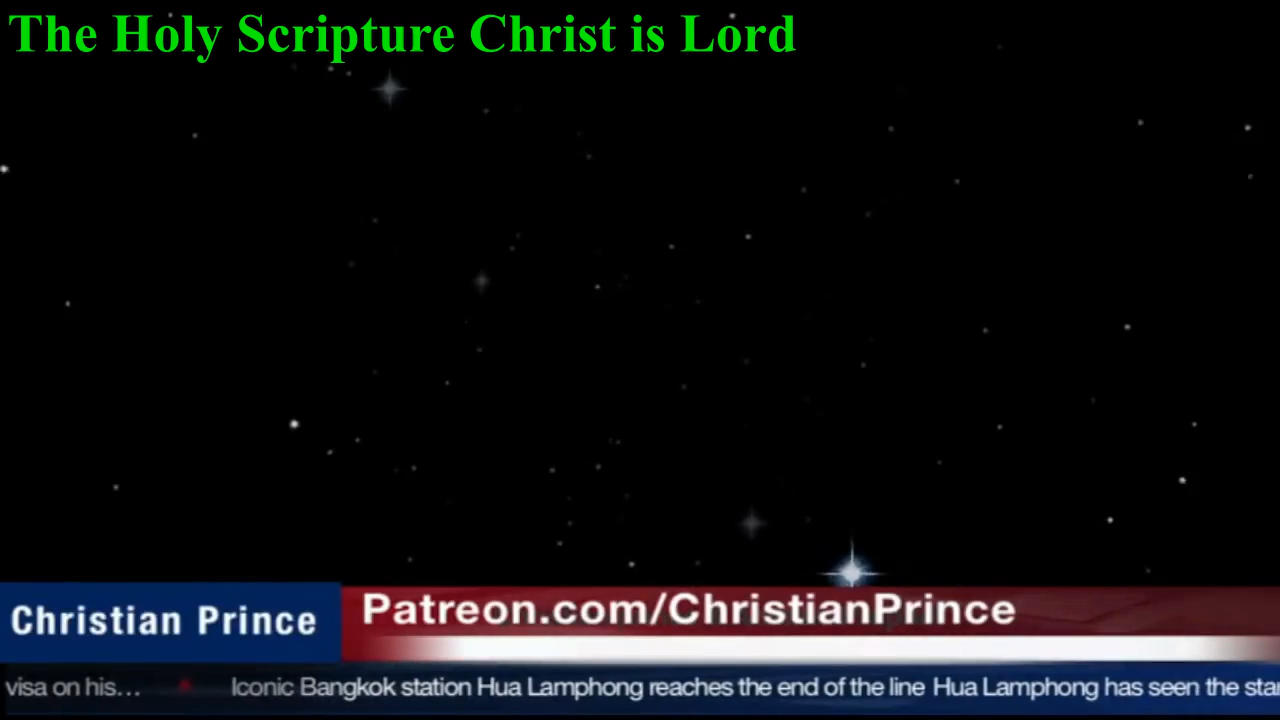 The Holy Scripture Christ is Lord
Patreon.com/ChristianPrince
Christian Prince
visa on his... Iconic Bangkok station Hua Lamphong reaches the end of the line Hua Lamphong has seen the